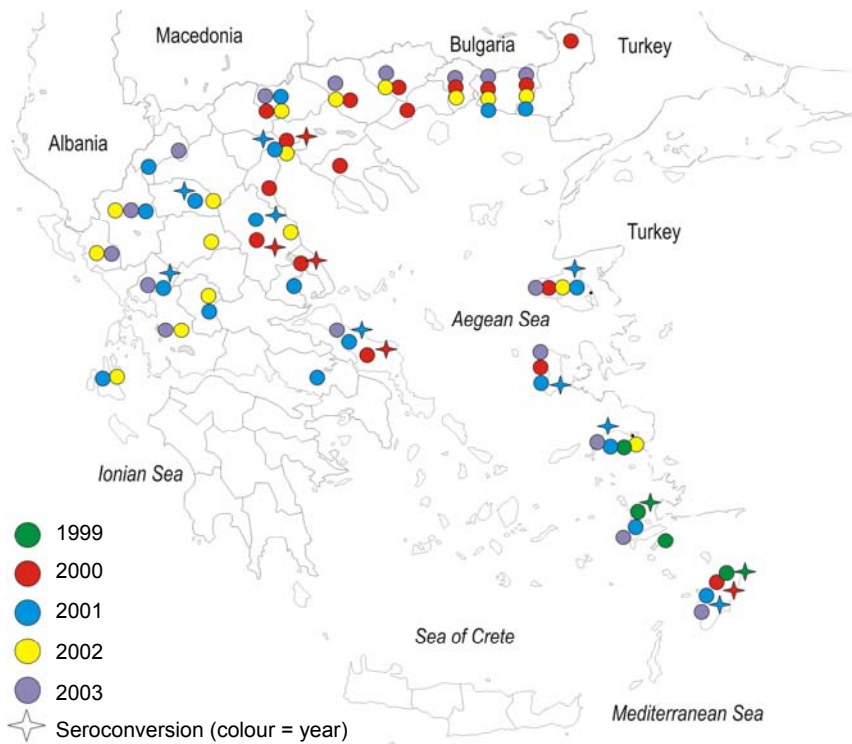 Macedonia
Bulgaria
Turkey
Albania
Turkey
Aegean Sea
Ionian Sea
1999
2000
2001
2002
2003
Seroconversion (colour = year)
Sea of Crete
Mediterranean Sea